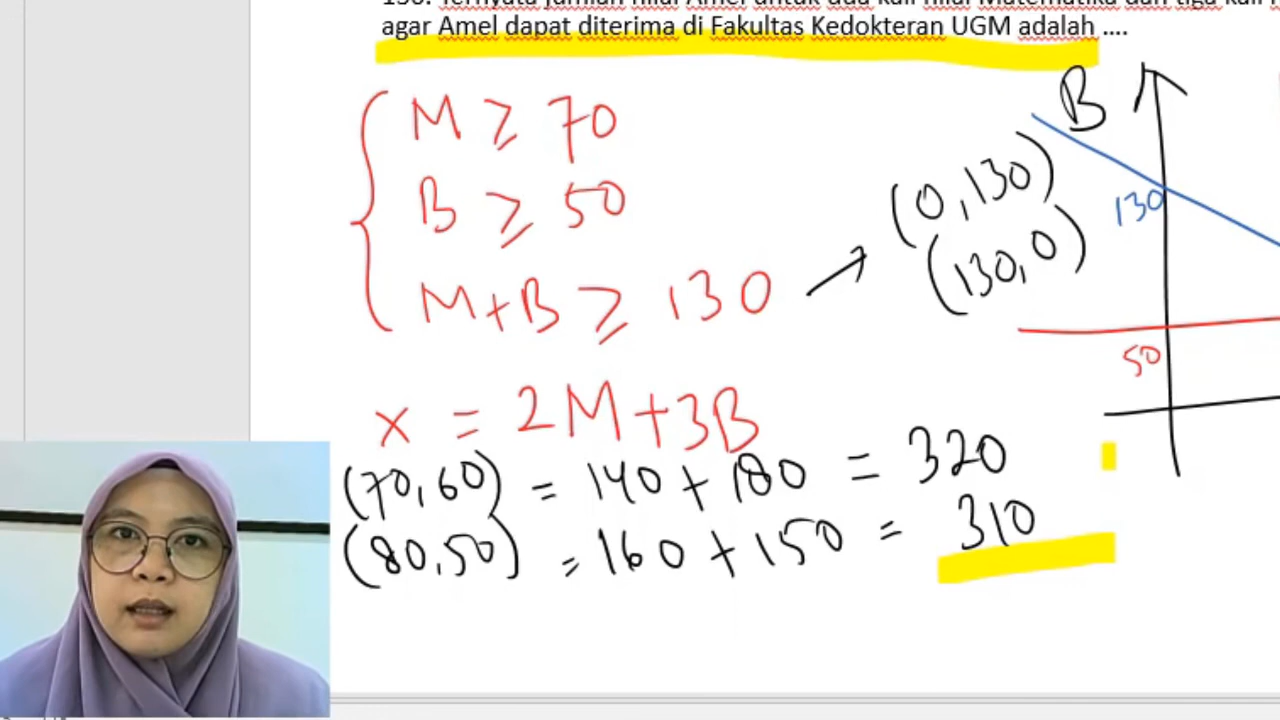 agar Amel dapat diterima di Fakultas Kedokteran UGM adalah ....
M ≥ 70
B ≥ 50
M+B ≥ 130
(0,130)
(130,0)
B
130
50
x = 2M+3B
(70,60) = 140 + 180 = 320
(80,50) = 160 + 150 = 310